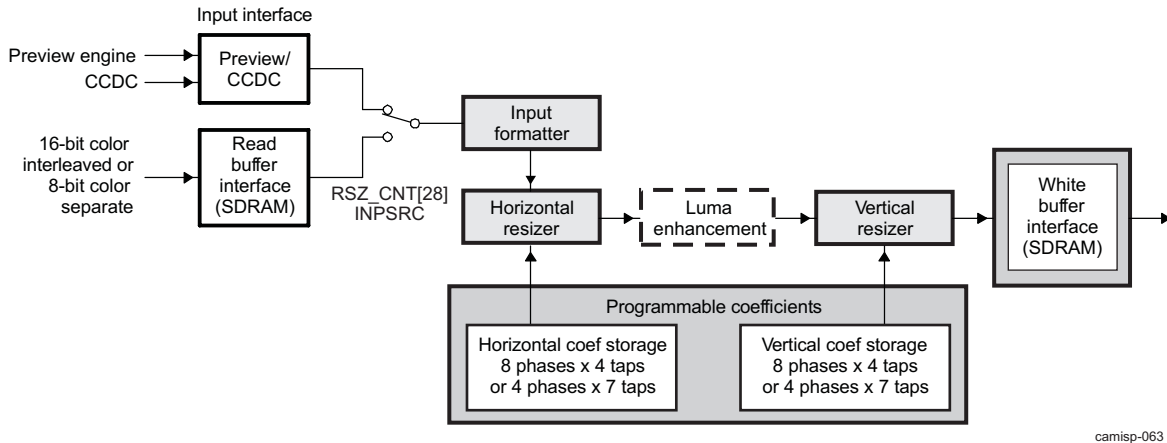 Input interface
Preview engine
CCDC
Preview/
CCDC
16-bit color
interleaved or
8-bit color
separate
Read
buffer
interface
(SDRAM)
RSZ_CNT[28]
INPSRC
Input
formatter
Horizontal
resizer
Luma
enhancement
Vertical
resizer
White
buffer
interface
(SDRAM)
Programmable coefficients
Horizontal coef storage
8 phases x 4 taps
or 4 phases x 7 taps
Vertical coef storage
8 phases x 4 taps
or 4 phases x 7 taps
camisp-063